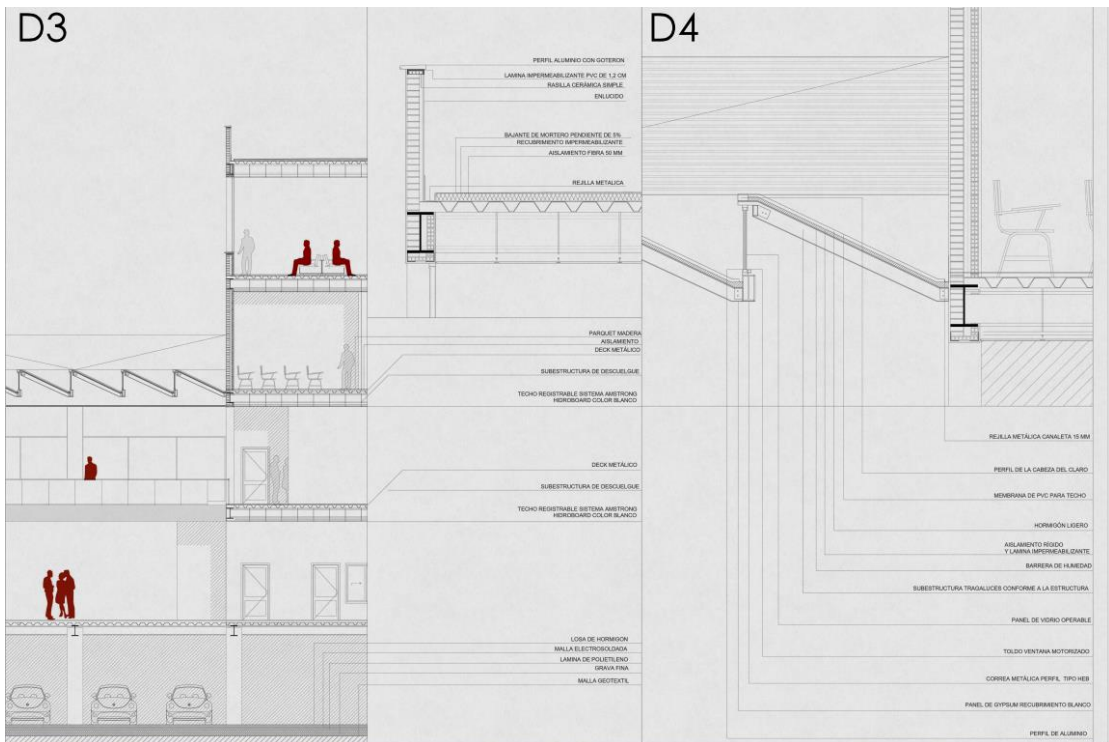 D3
PERFIL ALUMINIO CON GOTERON
LAMINA IMPERMEABILIZANTE PVC DE 1,2 CM
RASILLA CERÁMICA SIMPLE
ENLUCIDO
BAJANTE DE MORTERO PENDIENTE DE 5%
RECUBRIMIENTO IMPERMEABILIZANTE
AISLAMIENTO FIBRA 50 MM
REJILLA METALICA
PARQUET MADERA
AISLAMIENTO
DECK METÁLICO
SUBESTRUCTURA DE DESCUELGUE
TECHO REGISTRABLE SISTEMA AMSTRONG
HIDROBOARD COLOR BLANCO
DECK METÁLICO
SUBESTRUCTURA DE DESCUELGUE
TECHO REGISTRABLE SISTEMA AMSTRONG
HIDROBOARD COLOR BLANCO
LOSA DE HORMIGON
MALLA ELECTROSOLDADA
LAMINA DE POLIETILENO
GRAVA FINA
MALLA GEOTEXTIL
D4
REJILLA METÁLICA CANALETA 15 MM
PERFIL DE LA CABEZA DEL CLARO
MEMBRANA DE PVC PARA TECHO
HORMIGÓN LIGERO
AISLAMIENTO RÍGIDO
Y LAMINA IMPERMEABILIZANTE
BARRERA DE HUMEDAD
SUBESTRUCTURA TRAGALUCES CONFORME A LA ESTRUCTURA
PANEL DE VIDRIO OPERABLE
TOLDO VENTANA MOTORIZADO
CORREA METÁLICA PERFIL TIPO HEB
PANEL DE GYPSUM RECUBRIMIENTO BLANCO
PERFIL DE ALUMINIO